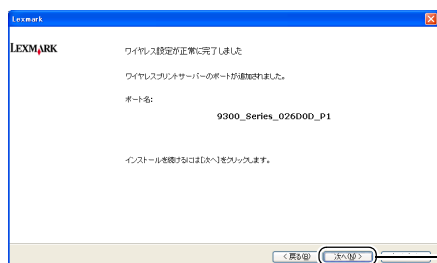 Lexmark
LEXMARK
ワイヤレス設定が正常に完了しました
ワイヤレスプリントサーバーのポートが追加されました。
ポート名:
9300_Series_026D0D_P1
インストールを続けるには[次へ]をクリックします。
< 戻る(B) 次へ(N) >